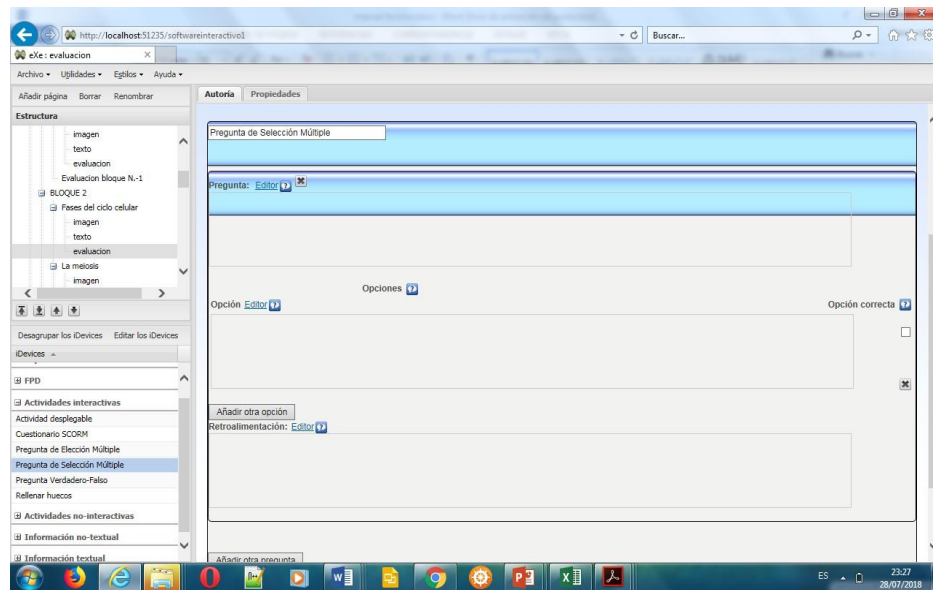 http://localhost:51235/softwareinteractivo1
Buscar...
eXe : evaluacion
Archivo Utilidades Estilos Ayuda
Añadir página Borrar Renombrar
Autoría Propiedades
Estructura
imagen
texto
evaluacion
Evaluacion bloque N.-1
BLOQUE 2
Fases del ciclo celular
imagen
texto
evaluacion
La meiosis
imagen
Desagrupar los iDevices Editar los iDevices
iDevices
FPD
Actividades interactivas
Actividad desplegable
Cuestionario SCORM
Pregunta de Elección Múltiple
Pregunta de Selección Múltiple
Pregunta Verdadero-Falso
Rellenar huecos
Actividades no-interactivas
Información no-textual
Información textual
Pregunta de Selección Múltiple
Pregunta: Editor
Opciones
Opción Editor
Opción correcta
Añadir otra opción
Retroalimentación: Editor
Añadir otra pregunta
ES
23:27
28/07/2018